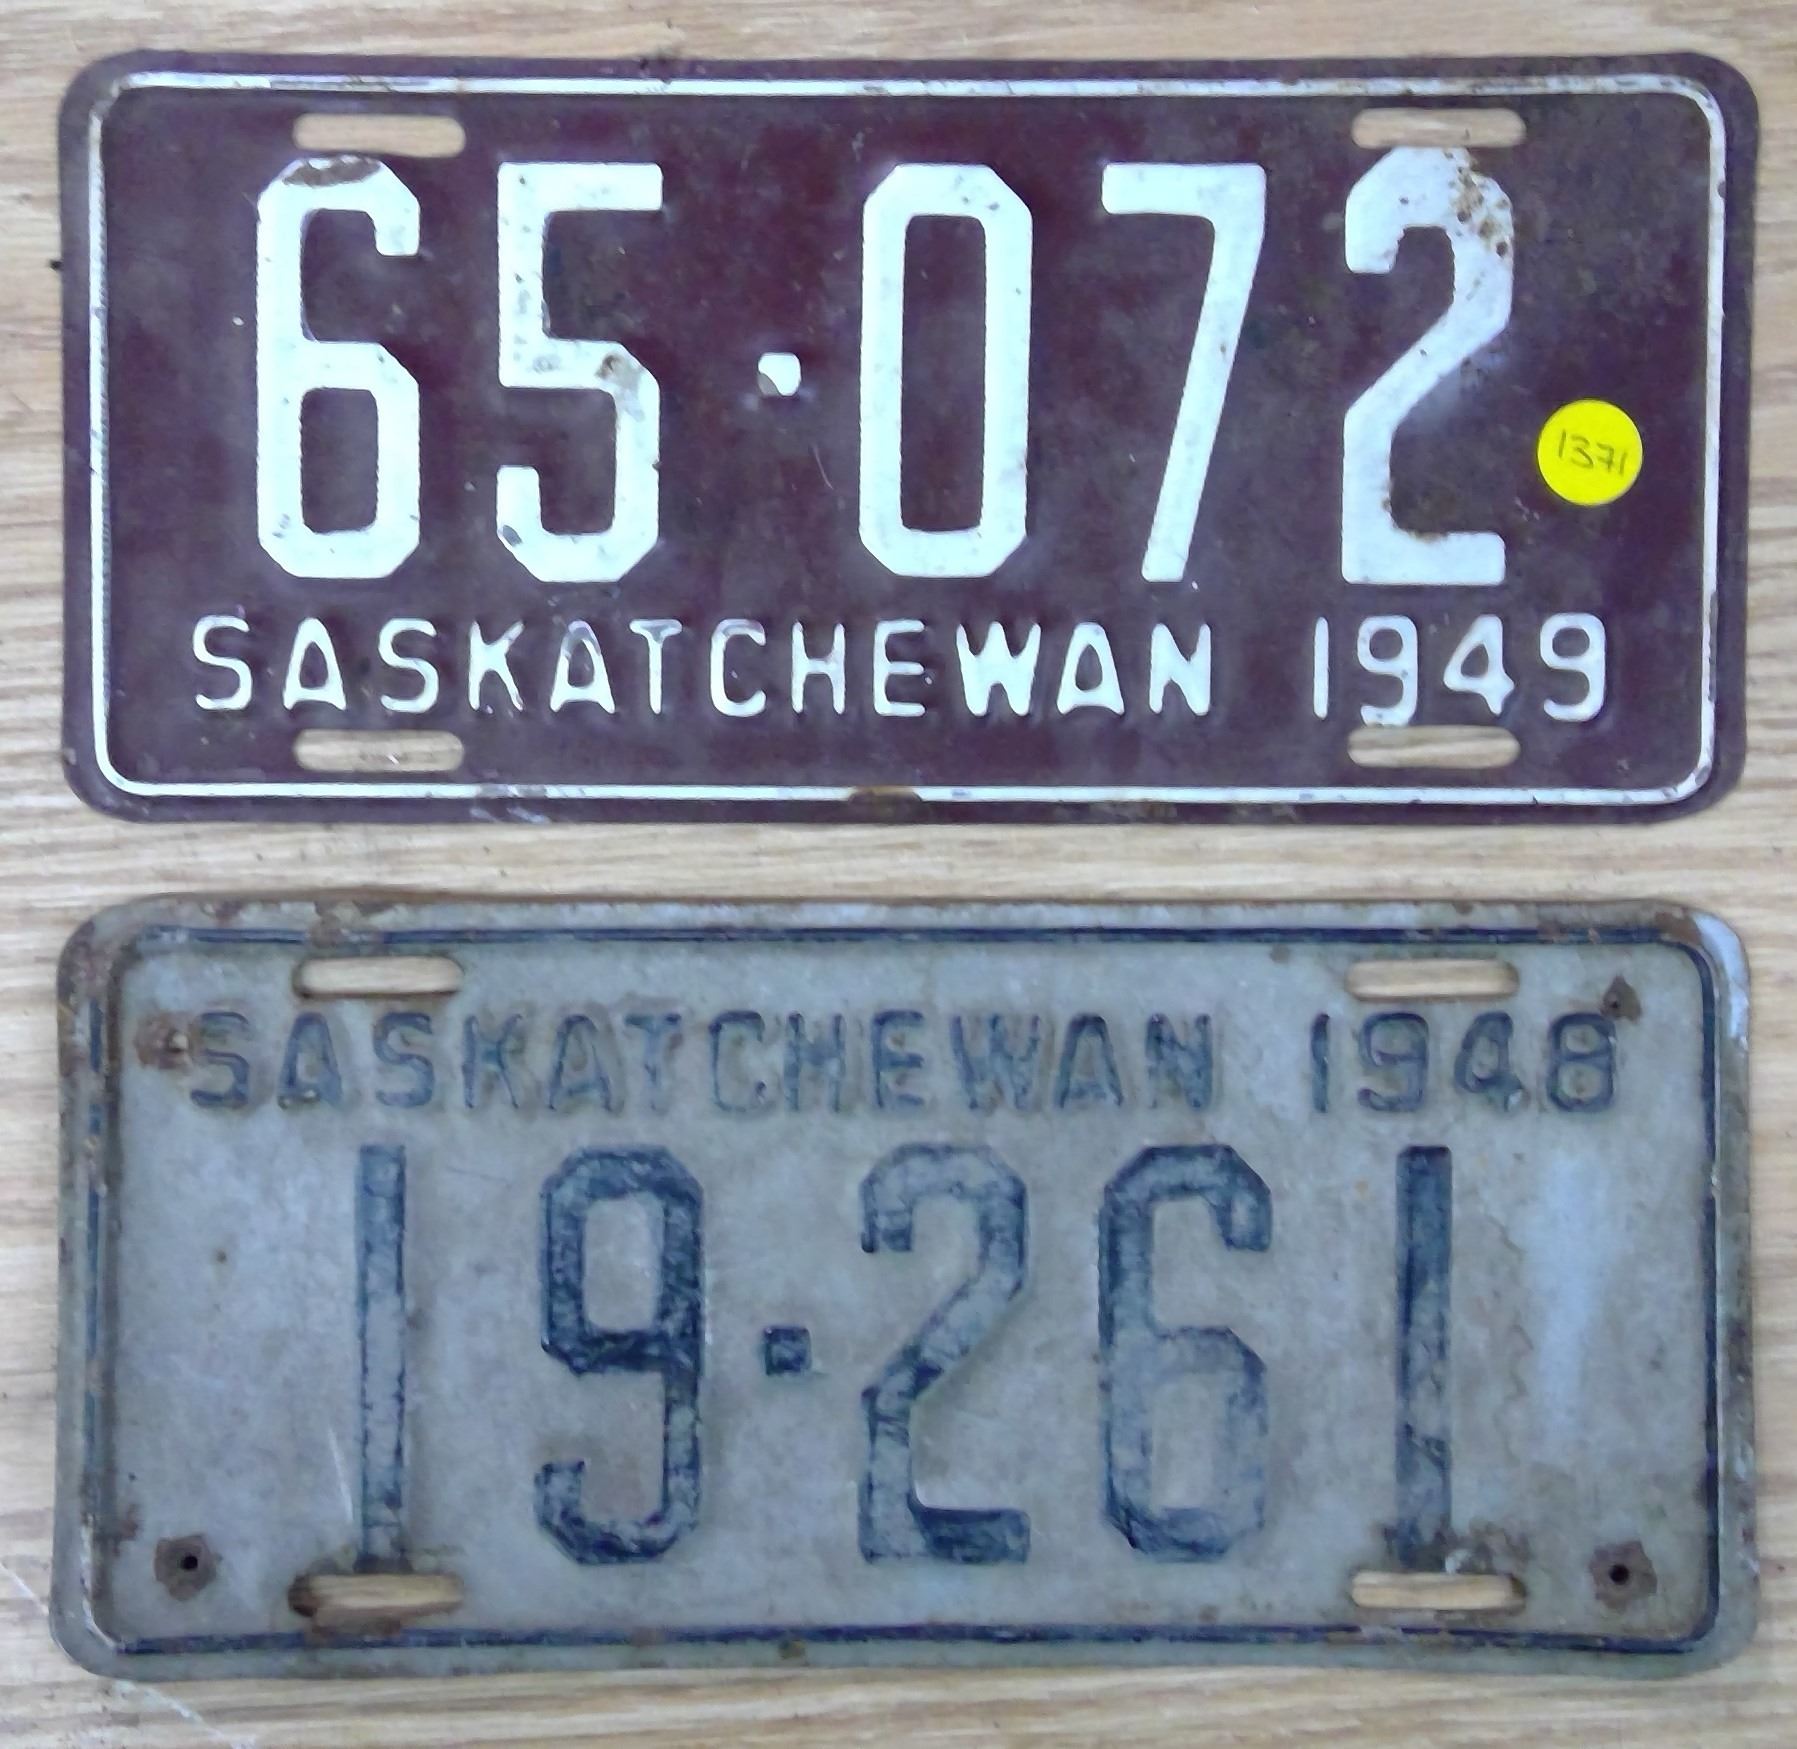 65·072
1371
SASKATCHEWAN 1949
SASKATCHEWAN 1948
19·261